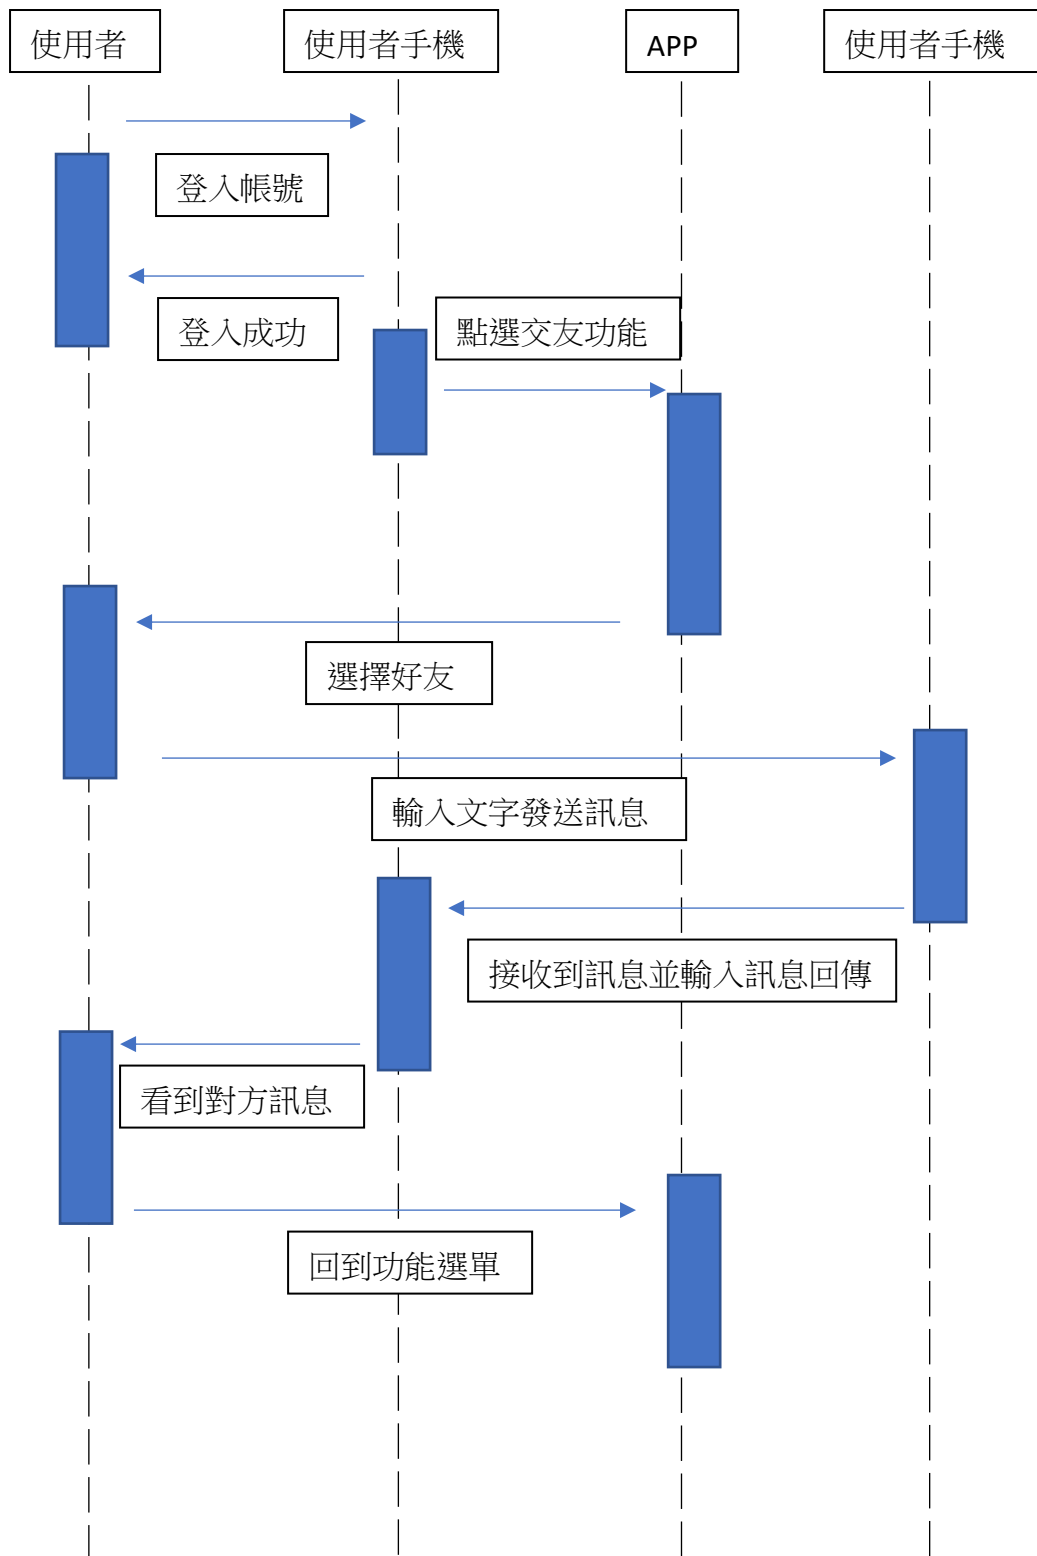 使用者
使用者手機
APP
使用者手機
登入帳號
登入成功
點選交友功能
選擇好友
輸入文字發送訊息
接收到訊息並輸入訊息回傳
看到對方訊息
回到功能選單